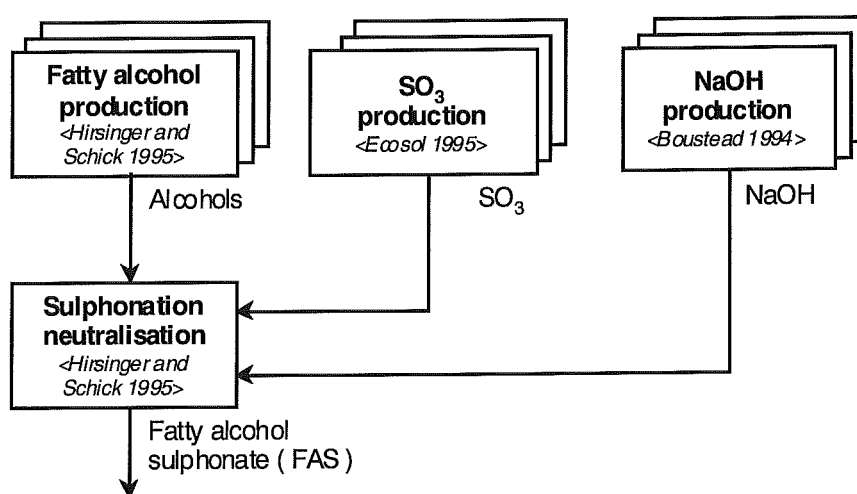 Fatty alcohol
production
<Hirsinger and
Schick 1995>
SO₃
production
<Ecosol 1995>
NaOH
production
<Boustead 1994>
Alcohols
SO₃
NaOH
Sulphonation
neutralisation
<Hirsinger and
Schick 1995>
Fatty alcohol
sulphonate ( FAS )